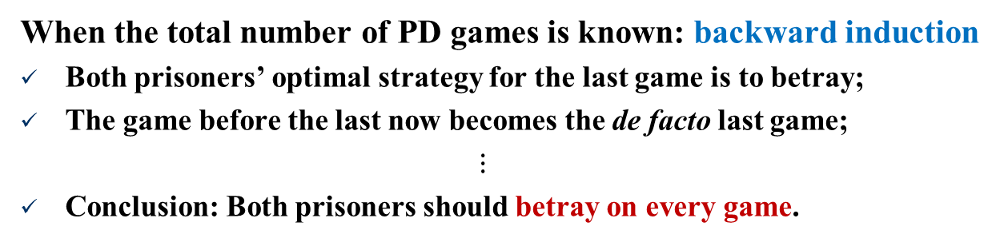 When the total number of PD games is known: backward induction
✓ Both prisoners’ optimal strategy for the last game is to betray;
✓ The game before the last now becomes the de facto last game;
⋮
✓ Conclusion: Both prisoners should betray on every game.